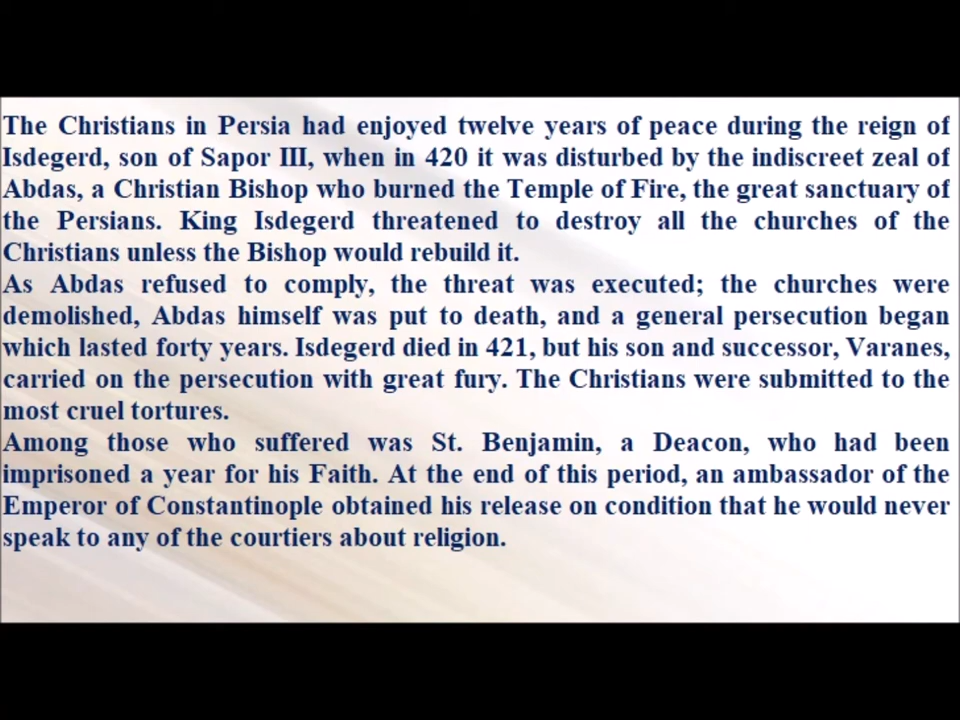 The Christians in Persia had enjoyed twelve years of peace during the reign of
Isdegerd, son of Sapor III, when in 420 it was disturbed by the indiscreet zeal of
Abdas, a Christian Bishop who burned the Temple of Fire, the great sanctuary of
the Persians. King Isdegerd threatened to destroy all the churches of the
Christians unless the Bishop would rebuild it.
As Abdas refused to comply, the threat was executed; the churches were
demolished, Abdas himself was put to death, and a general persecution began
which lasted forty years. Isdegerd died in 421, but his son and successor, Varanes,
carried on the persecution with great fury. The Christians were submitted to the
most cruel tortures.
Among those who suffered was St. Benjamin, a Deacon, who had been
imprisoned a year for his Faith. At the end of this period, an ambassador of the
Emperor of Constantinople obtained his release on condition that he would never
speak to any of the courtiers about religion.